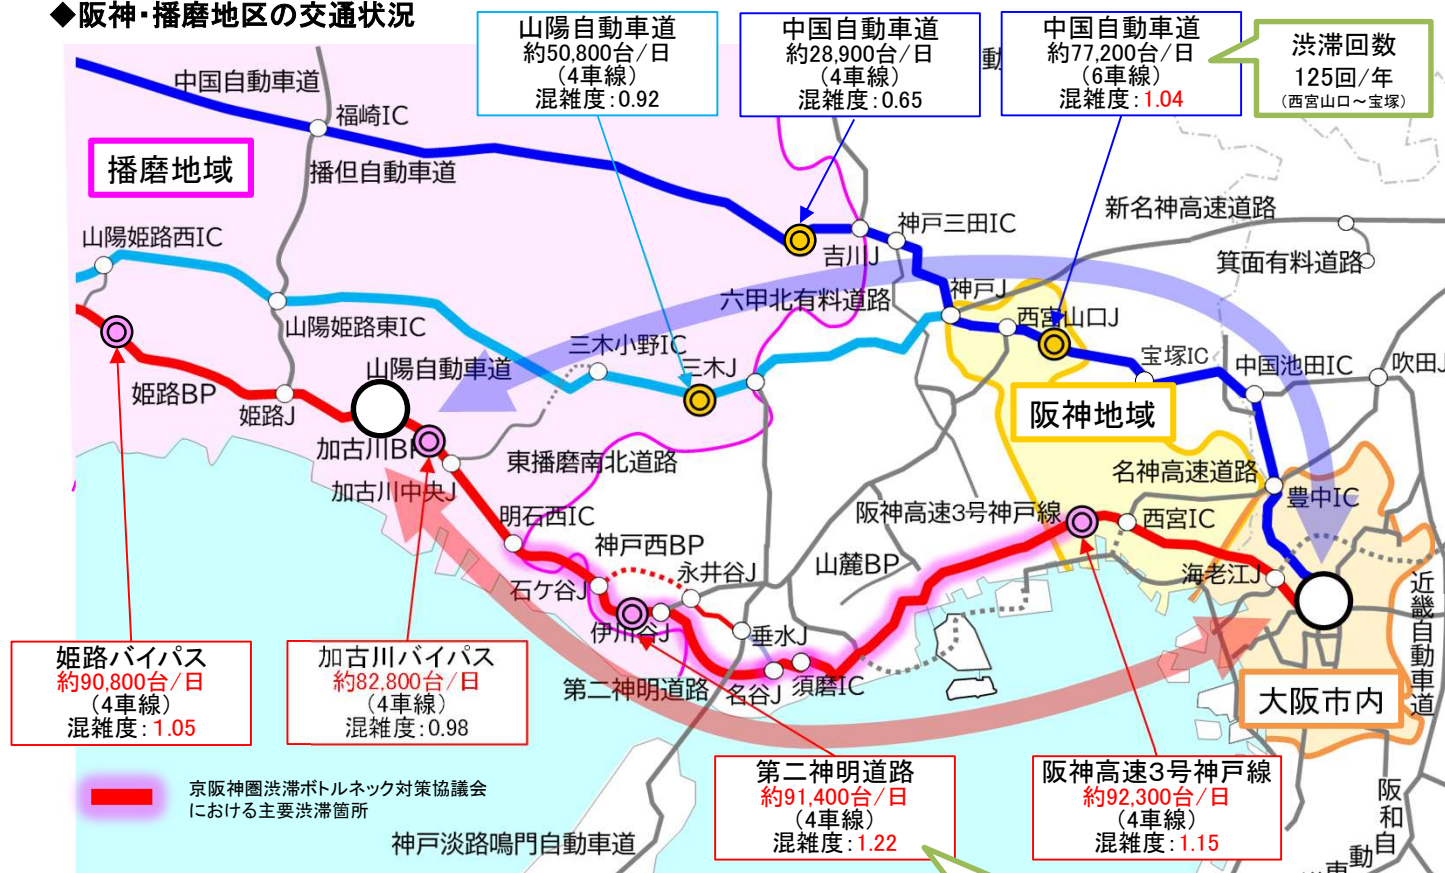 ◆阪神・播磨地区の交通状況
山陽自動車道
約50,800台/日
（4車線）
混雑度：0.92
中国自動車道
約28,900台/日
（4車線）
混雑度：0.65
動
中国自動車道
約77,200台/日
（6車線）
混雑度：1.04
渋滞回数
125回/年
（西宮山口～宝塚）
中国自動車道
福崎IC
播磨地域
播但自動車道
新名神高速道路
神戸三田IC
山陽姫路西IC
吉川J
箕面有料道路
六甲北有料道路
神戸J
山陽姫路東IC
西宮山口J
三木小野IC
宝塚IC
山陽自動車道
三木J
中国池田IC
吹田J
姫路BP
姫路J
阪神地域
加古川BP
東播磨南北道路
名神高速道路
加古川中央J
豊中IC
明石西IC
阪神高速3号神戸線
西宮IC
神戸西BP
山麓BP
永井谷J
石ケ谷J
海老江J
近畿自動車道
伊川谷J
垂水J
第二神明道路
名谷J
須磨IC
大阪市内
姫路バイパス
約90,800台/日
（4車線）
混雑度：1.05
加古川バイパス
約82,800台/日
（4車線）
混雑度：0.98
第二神明道路
約91,400台/日
（4車線）
混雑度：1.22
阪神高速3号神戸線
約92,300台/日
（4車線）
混雑度：1.15
京阪神圏渋滞ボトルネック対策協議会
における主要渋滞箇所
神戸淡路鳴門自動車道
阪和自
動
車